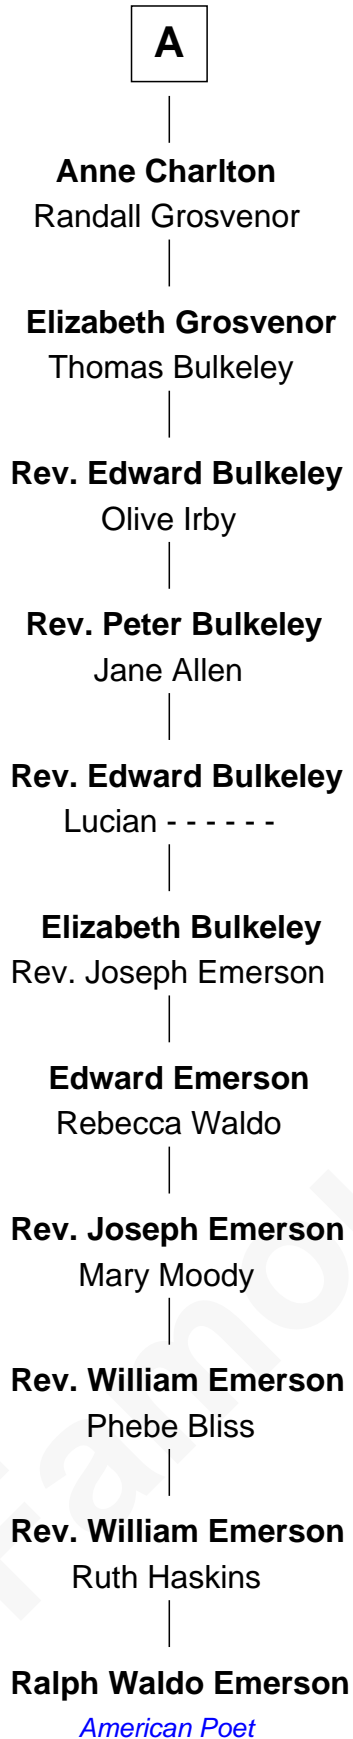 A
Anne Charlton
Randall Grosvenor
Elizabeth Grosvenor
Thomas Bulkeley
Rev. Edward Bulkeley
Olive Irby
Rev. Peter Bulkeley
Jane Allen
Rev. Edward Bulkeley
Lucian - - - - - -
Elizabeth Bulkeley
Rev. Joseph Emerson
Edward Emerson
Rebecca Waldo
Rev. Joseph Emerson
Mary Moody
Rev. William Emerson
Phebe Bliss
Rev. William Emerson
Ruth Haskins
Ralph Waldo Emerson
American Poet